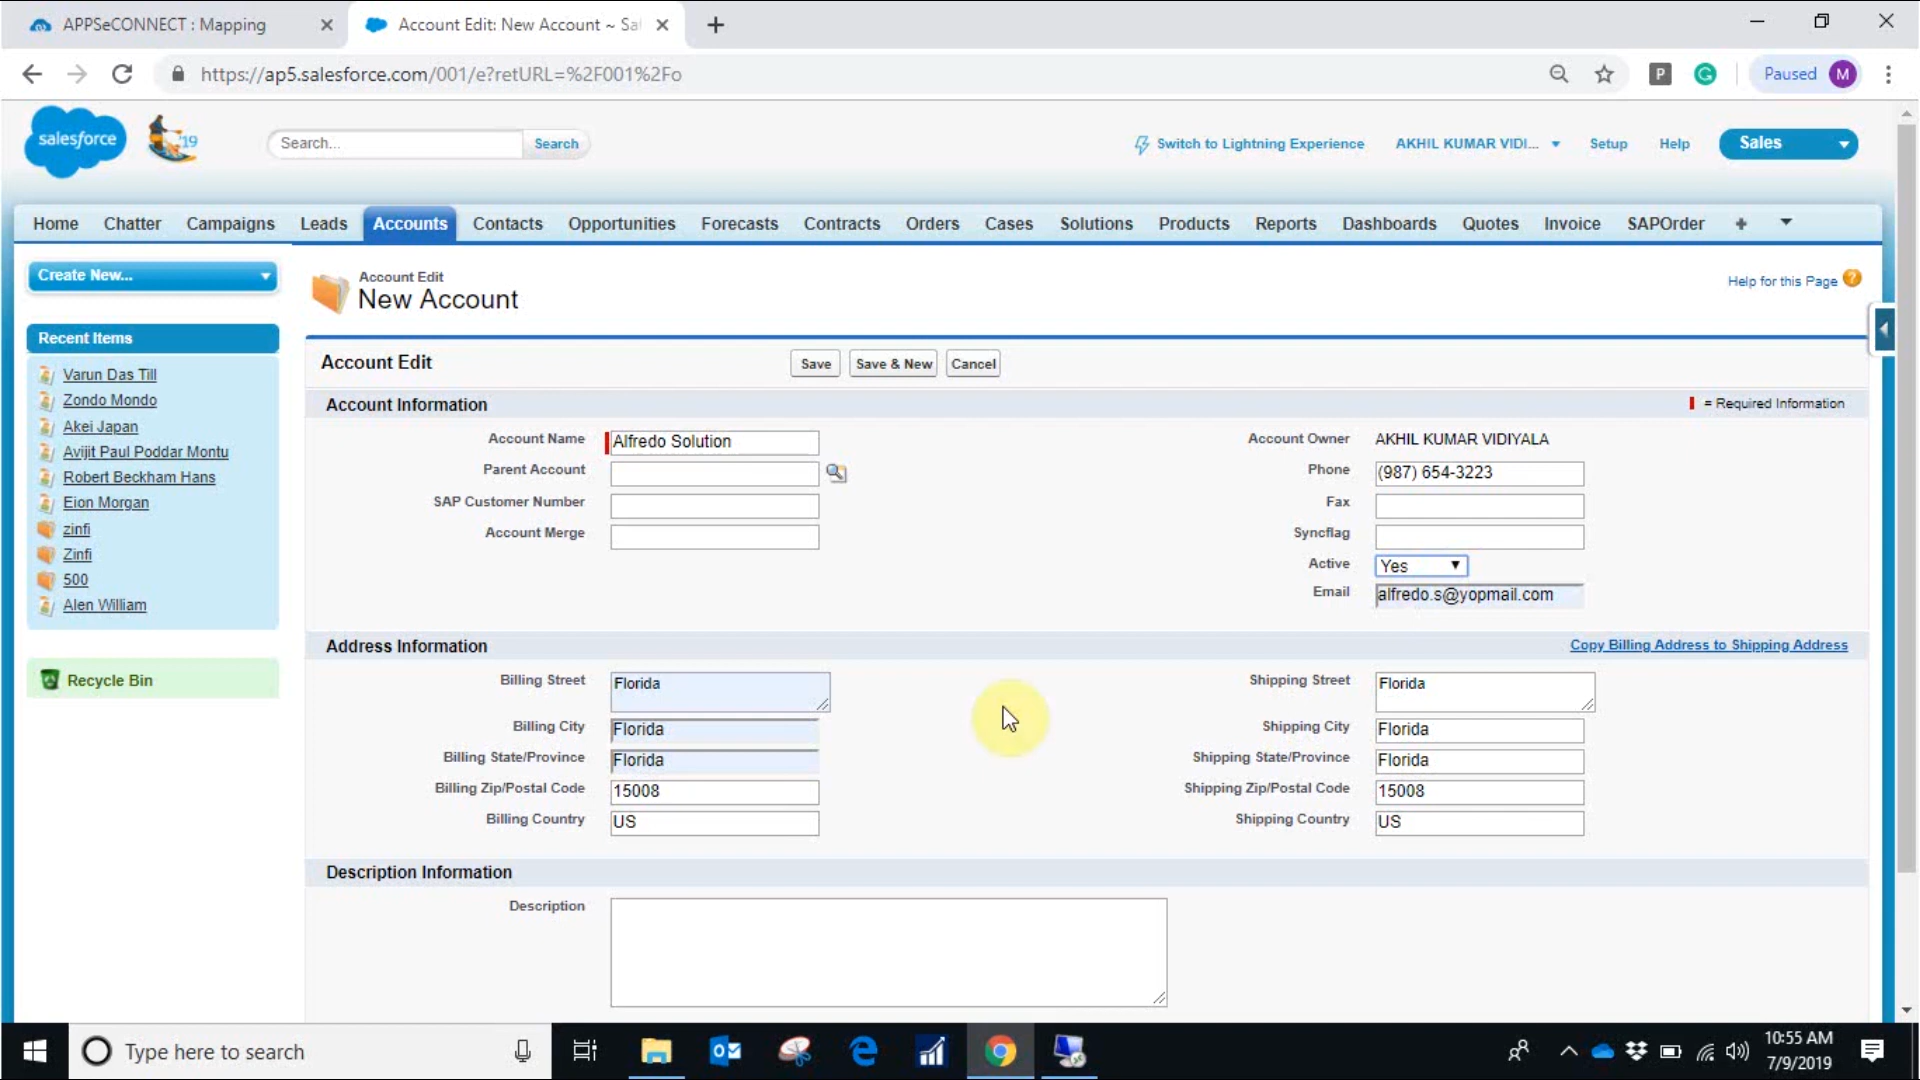 APPSeCONNECT : Mapping
Account Edit: New Account ~ Sa
https://ap5.salesforce.com/001/e?retURL=%2F001%2Fo
P
G
Paused
M
salesforce
'19
Search...
Search
Switch to Lightning Experience
AKHIL KUMAR VIDI...
Setup
Help
Sales
Home
Chatter
Campaigns
Leads
Accounts
Contacts
Opportunities
Forecasts
Contracts
Orders
Cases
Solutions
Products
Reports
Dashboards
Quotes
Invoice
SAPOrder
+
Create New...
Account Edit
New Account
Help for this Page
?
Recent Items
Varun Das Till
Zondo Mondo
Akei Japan
Avijit Paul Poddar Montu
Robert Beckham Hans
Eion Morgan
zinfi
Zinfi
500
Alen William
Recycle Bin
Account Edit
Save
Save & New
Cancel
Account Information
= Required Information
Account Name
Alfredo Solution
Account Owner
AKHIL KUMAR VIDIYALA
Parent Account
Phone
(987) 654-3223
SAP Customer Number
Fax
Account Merge
Syncflag
Active
Yes
Email
alfredo.s@yopmail.com
Address Information
Copy Billing Address to Shipping Address
Billing Street
Florida
Shipping Street
Florida
Billing City
Florida
Shipping City
Florida
Billing State/Province
Florida
Shipping State/Province
Florida
Billing Zip/Postal Code
15008
Shipping Zip/Postal Code
15008
Billing Country
US
Shipping Country
US
Description Information
Description
Type here to search
10:55 AM
7/9/2019